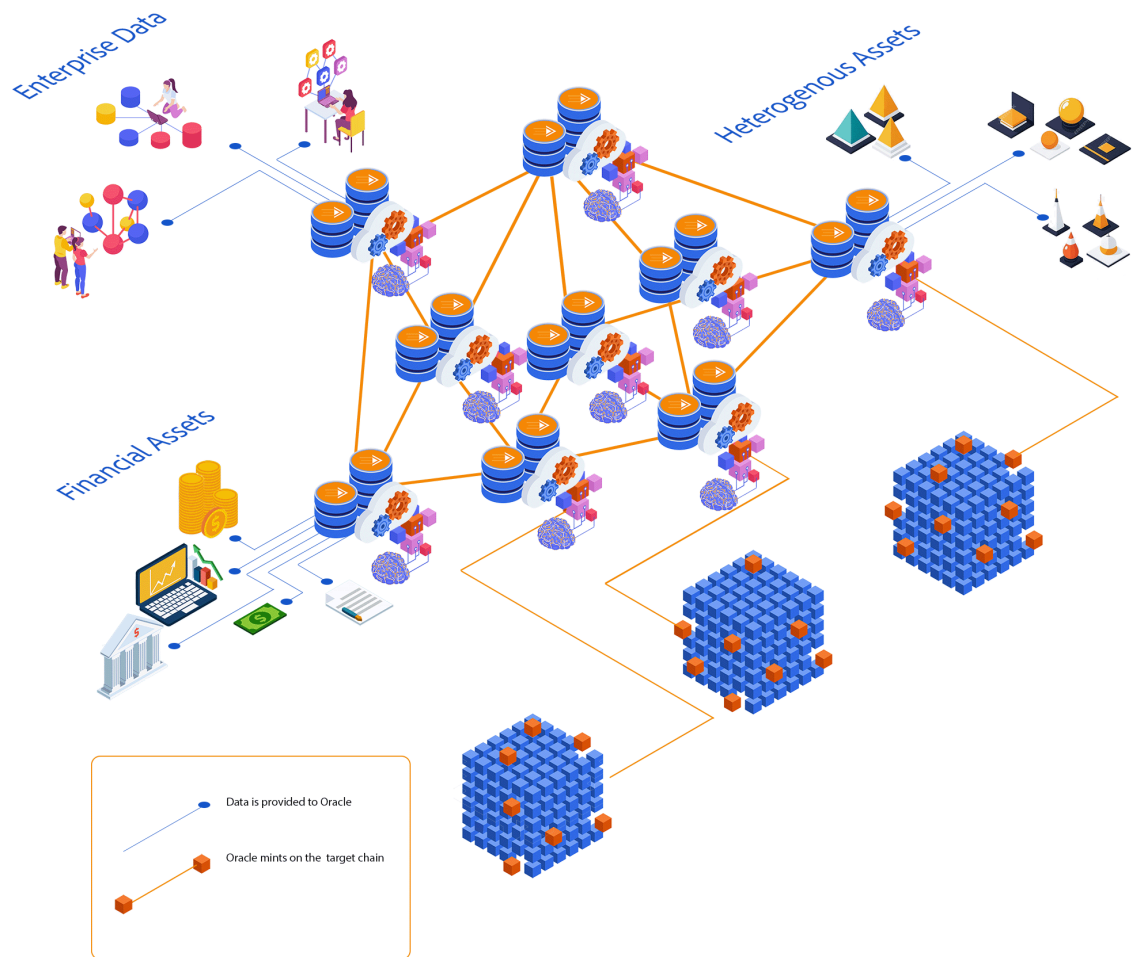 Enterprise Data
Heterogenous Assets
Financial Assets
Data is provided to Oracle
Oracle mints on the target chain